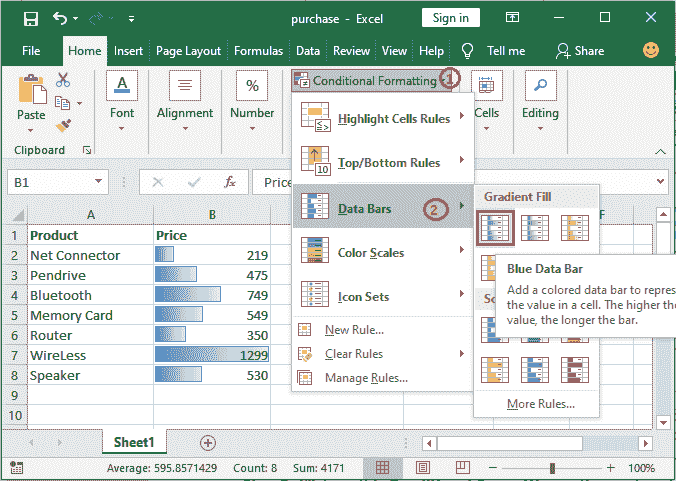 purchase - Excel
Sign in
File Home Insert Page Layout Formulas Data Review View Help Tell me Share
Conditional Formatting 1
Paste
Clipboard
Font
Alignment
%
Number
Cells
Editing
Highlight Cells Rules
10
Top/Bottom Rules
Data Bars 2
Color Scales
Icon Sets
New Rule...
Clear Rules
Manage Rules...
Gradient Fill
Blue Data Bar
Add a colored data bar to repres
the value in a cell. The higher the
value, the longer the bar.
So
More Rules...
B1 fx Price
A B F
1 Product Price
2 Net Connector 219
3 Pendrive 475
4 Bluetooth 749
5 Memory Card 549
6 Router 350
7 WireLess 1299
8 Speaker 530
9
10
Sheet1
Average: 595.8571429 Count: 8 Sum: 4171 100%